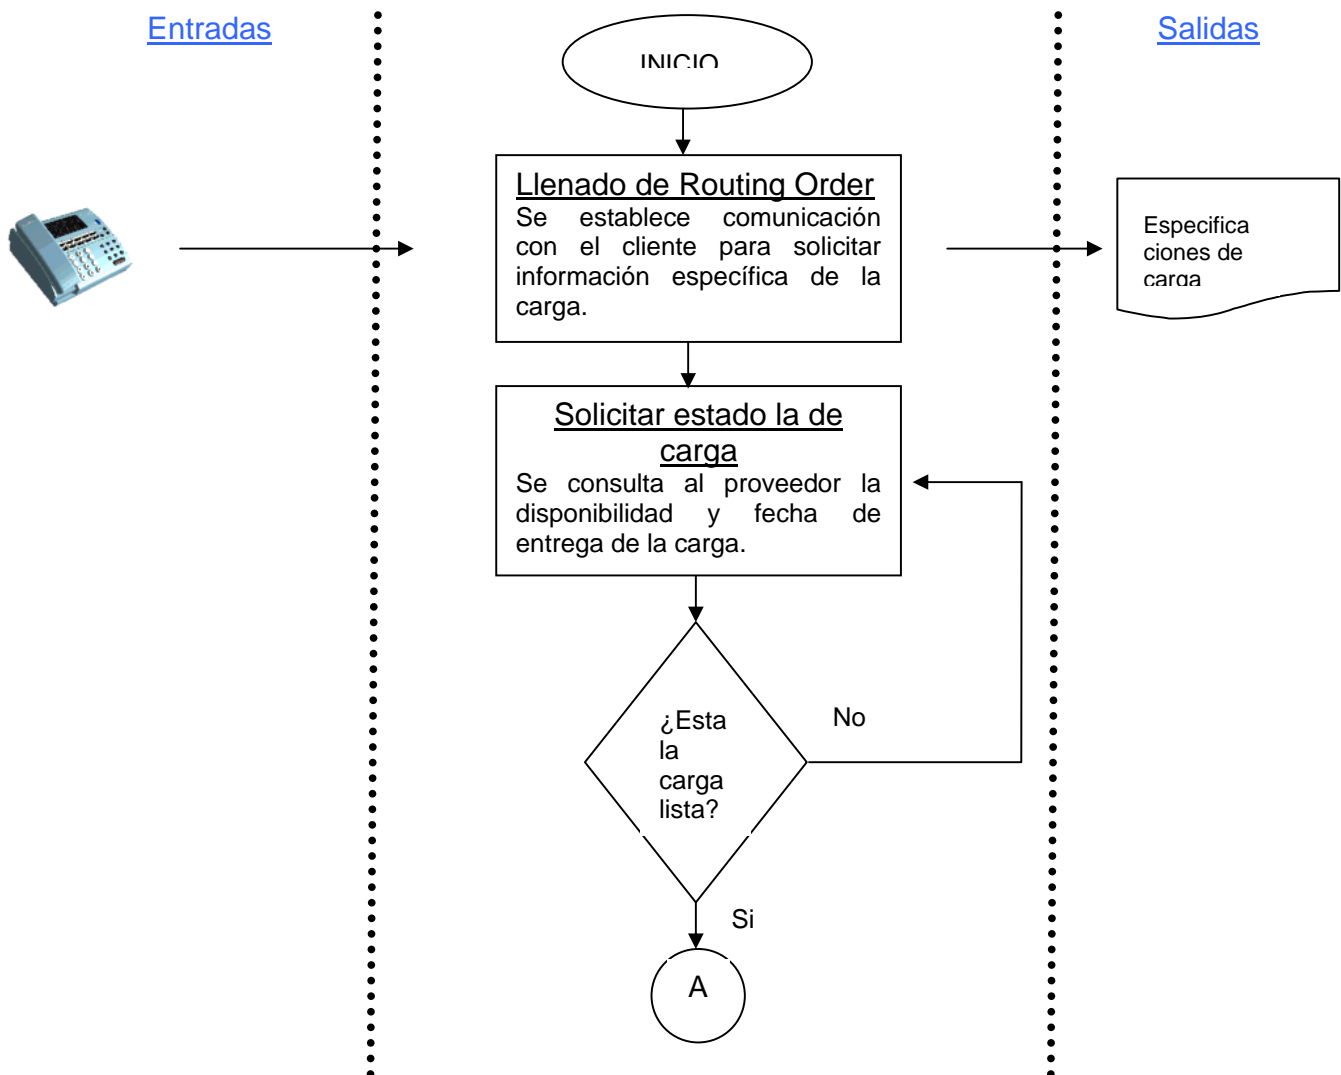 Entradas
Salidas
INICIO
Llenado de Routing Order
Se establece comunicación
con el cliente para solicitar
información específica de la
carga.
Especifica
ciones de
carga
Solicitar estado la de
carga
Se consulta al proveedor la
disponibilidad y fecha de
entrega de la carga.
¿Esta
la
carga
lista?
No
Si
A